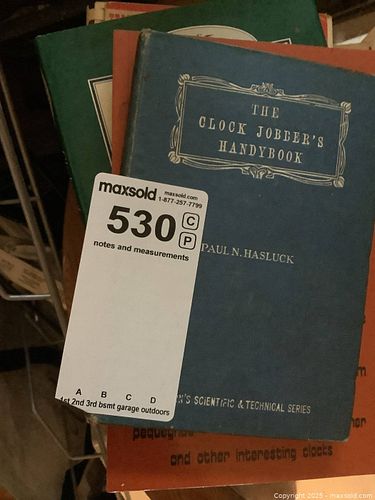 THE
CLOCK JOBBER'S
HANDYBOOK
PAUL N. HASLUCK
maxsold
maxsold.com
1-877-257-7799
530
C
P
notes and measurements
A B C D
1st 2nd 3rd bsmt garage outdoors
'S SCIENTIFIC & TECHNICAL SERIES
and other interesting clocks
Copyright 2025 - maxsold.com